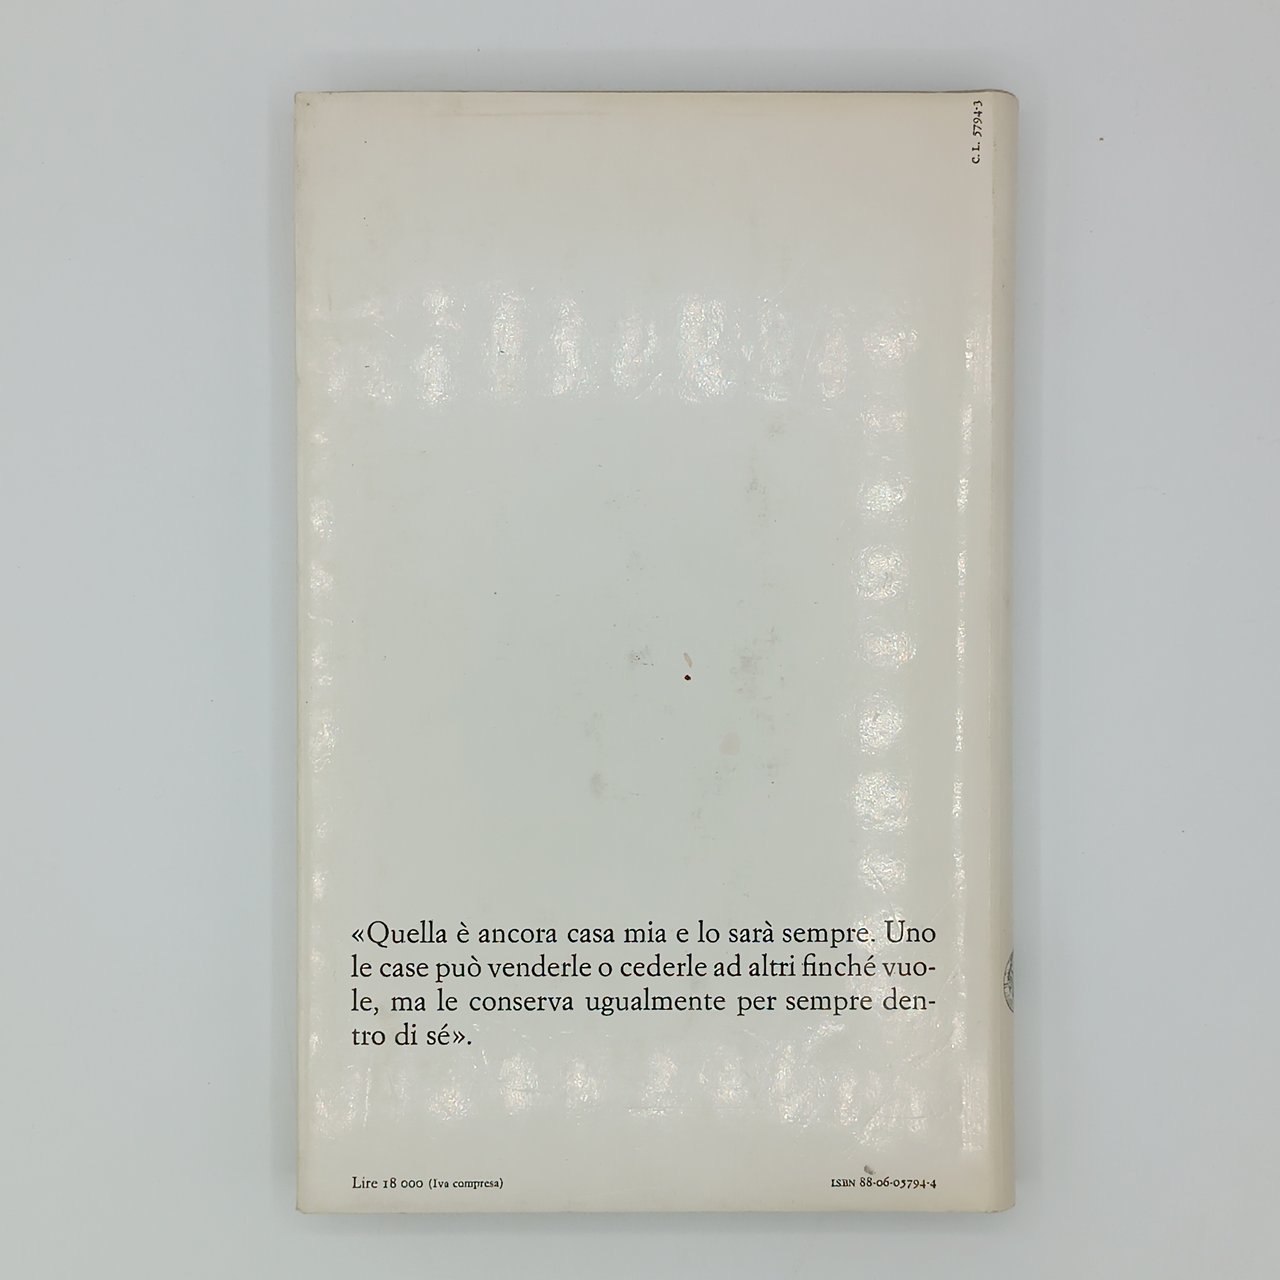 C. L. 5794-3
«Quella è ancora casa mia e lo sarà sempre. Uno
le case può venderle o cederle ad altri finché vuo-
le, ma le conserva ugualmente per sempre den-
tro di sé».
Lire 18 000 (Iva compresa)
ISBN 88-06-05794-4